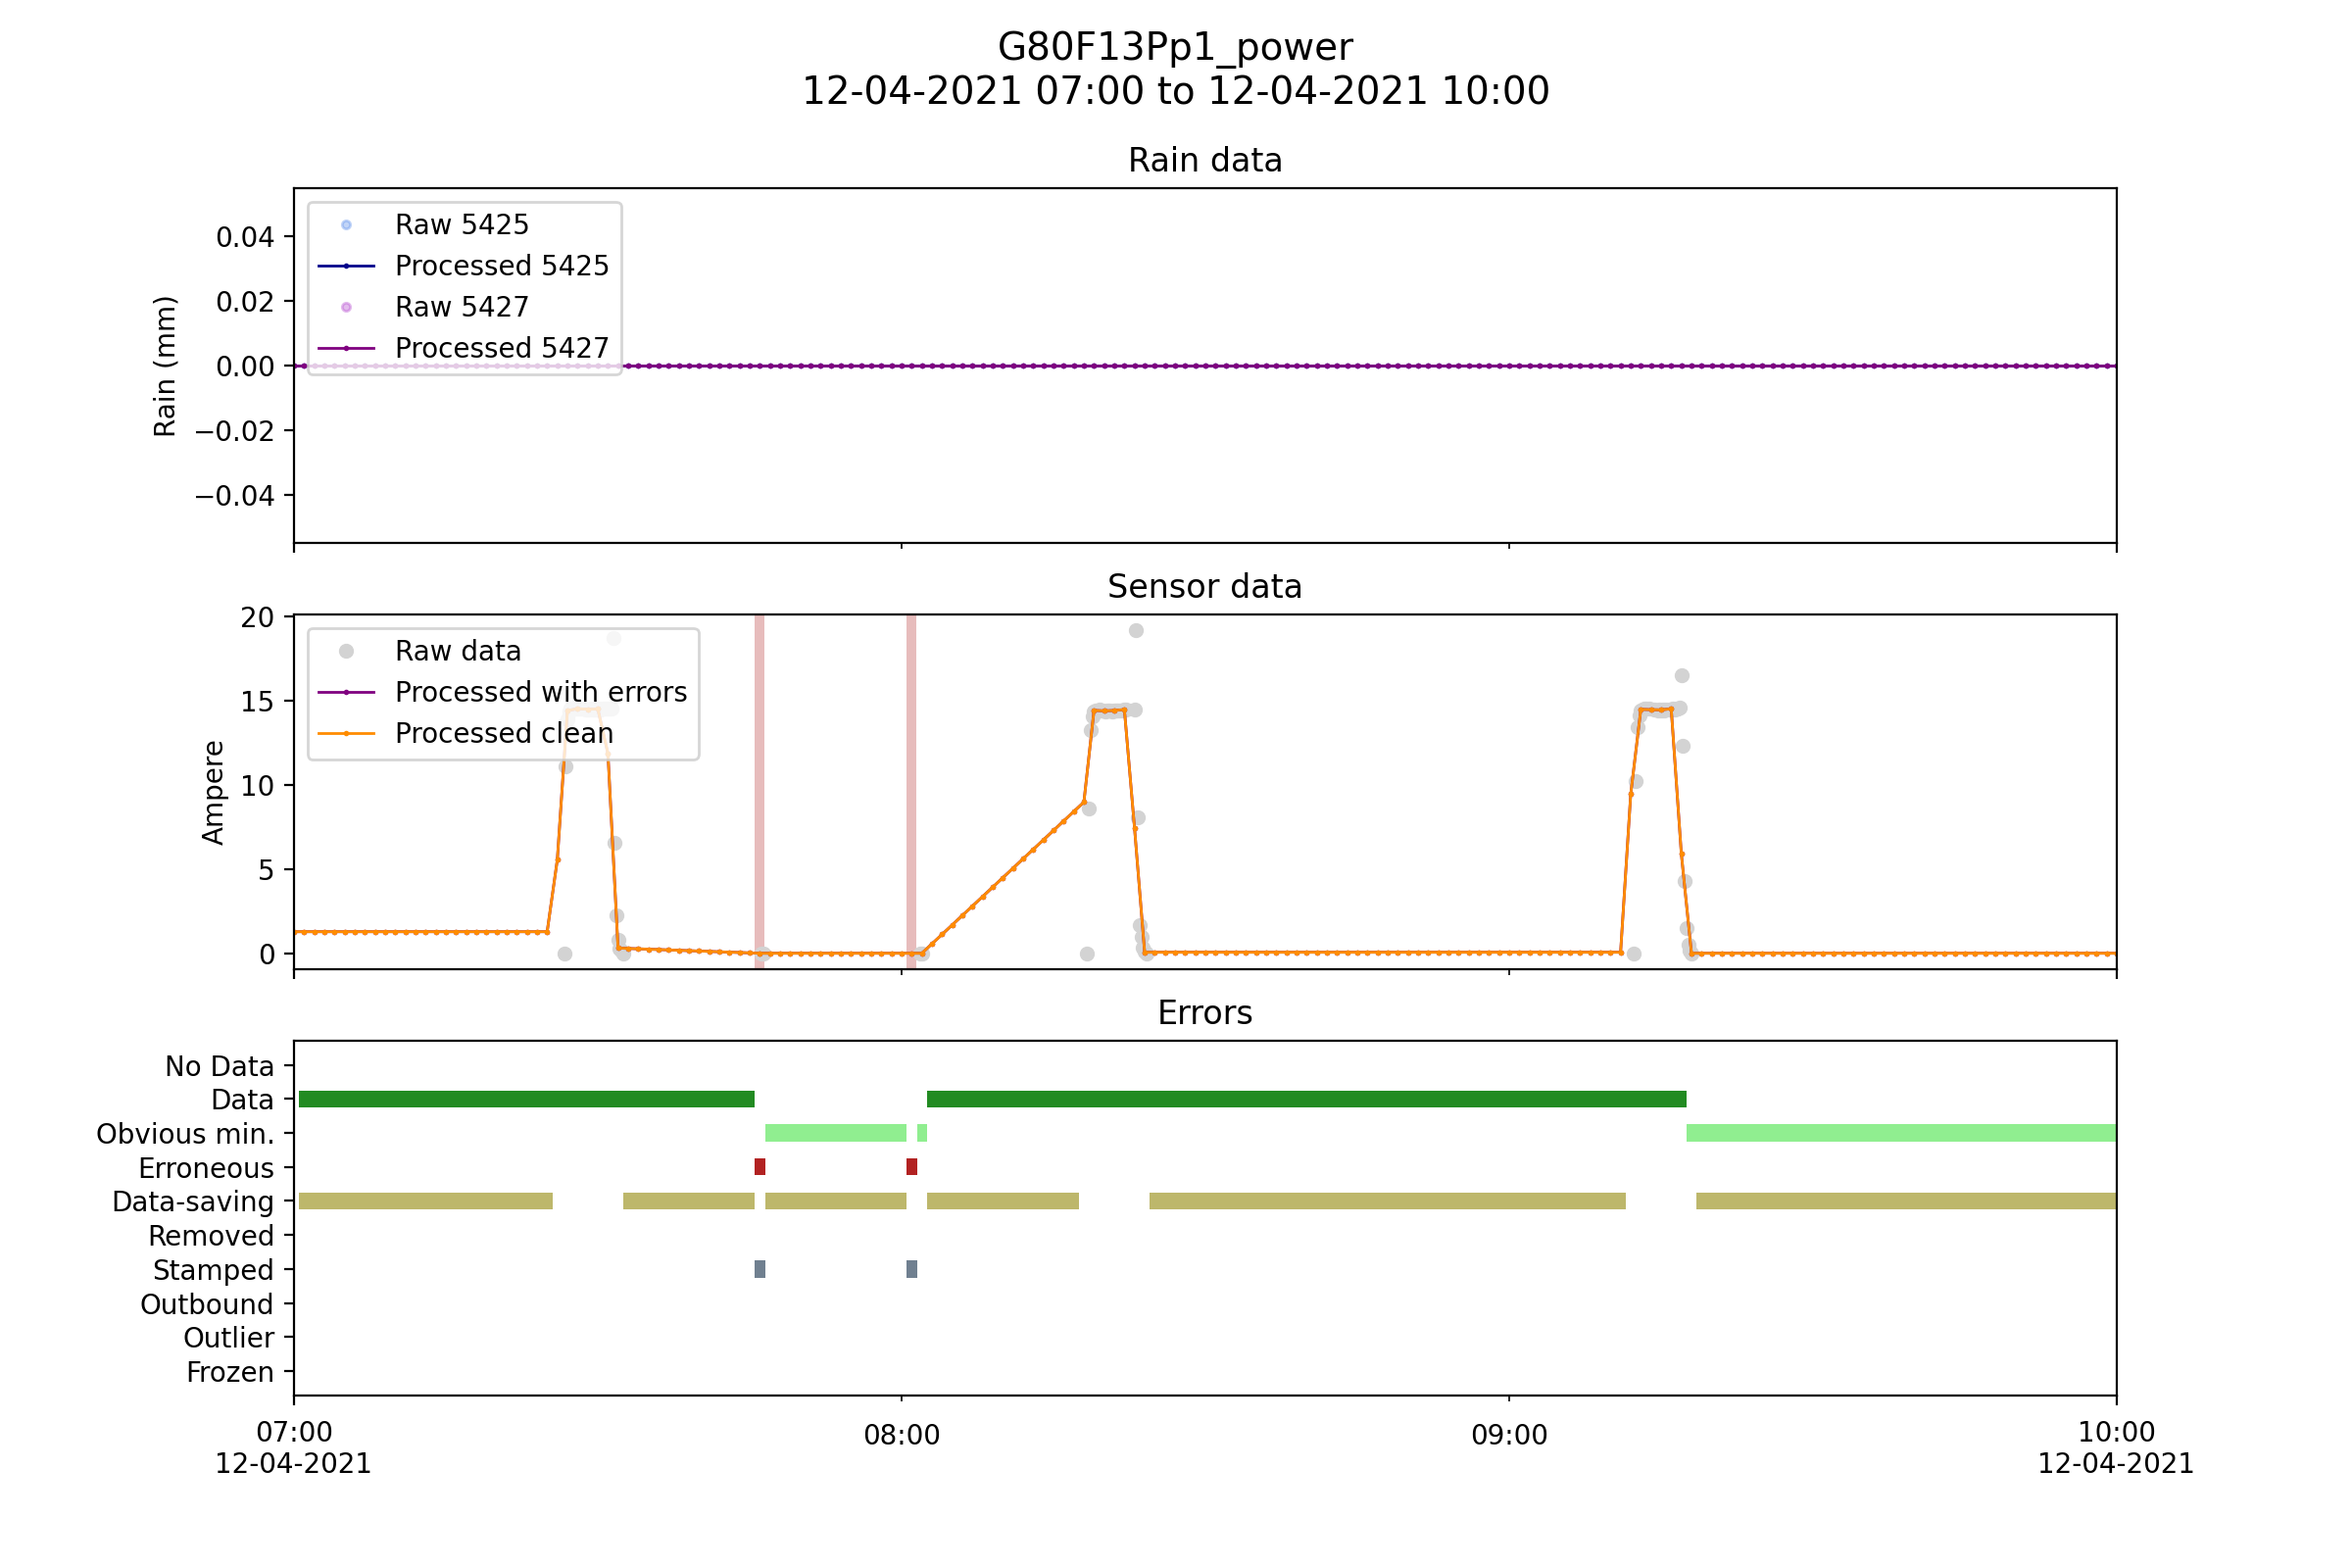 G80F13Pp1_power
12-04-2021 07:00 to 12-04-2021 10:00
Rain data
Rain (mm)
0.04
0.02
0.00
−0.02
−0.04
Raw 5425
Processed 5425
Raw 5427
Processed 5427
Sensor data
Ampere
20
15
10
5
0
Raw data
Processed with errors
Processed clean
Errors
No Data
Data
Obvious min.
Erroneous
Data-saving
Removed
Stamped
Outbound
Outlier
Frozen
07:00
12-04-2021
08:00
09:00
10:00
12-04-2021